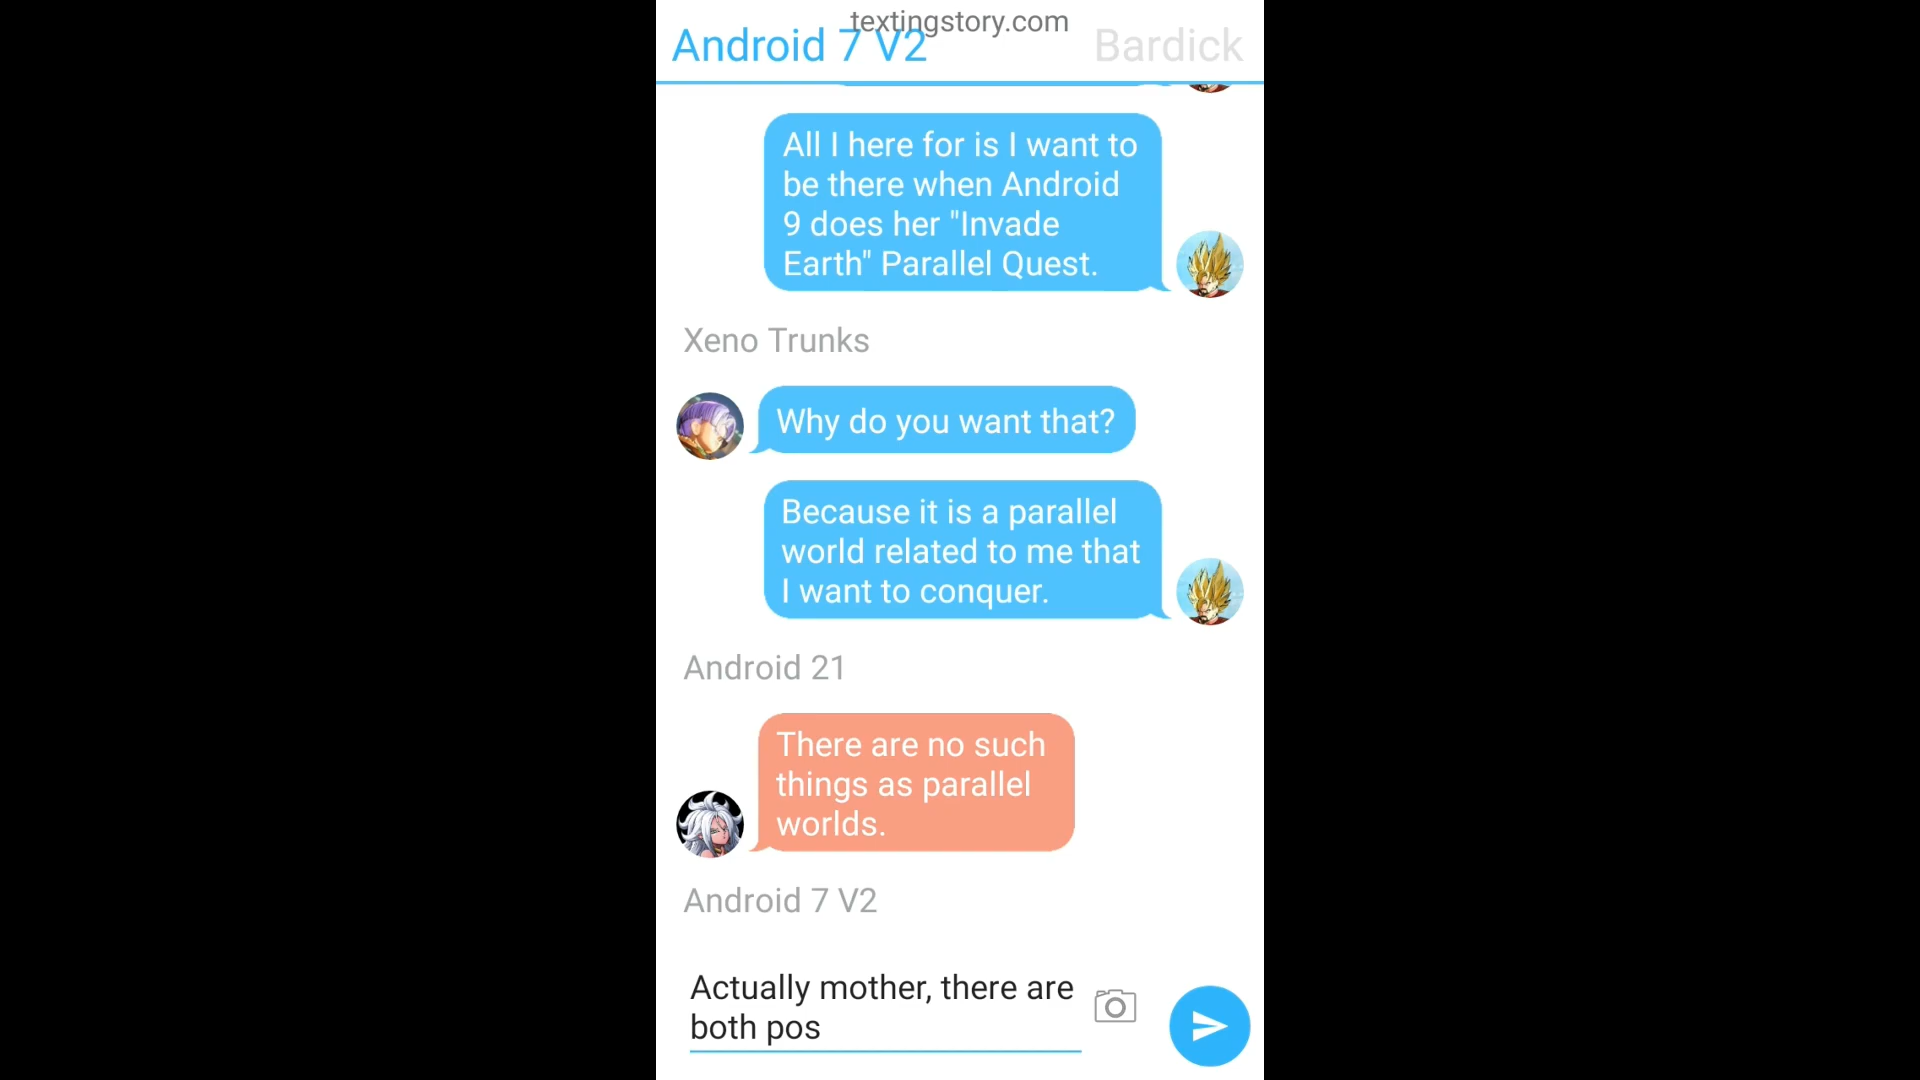 textingstory.com
Android 7 V2
Bardick
All I here for is I want to
be there when Android
9 does her "Invade
Earth" Parallel Quest.
Xeno Trunks
Why do you want that?
Because it is a parallel
world related to me that
I want to conquer.
Android 21
There are no such
things as parallel
worlds.
Android 7 V2
Actually mother, there are
both pos